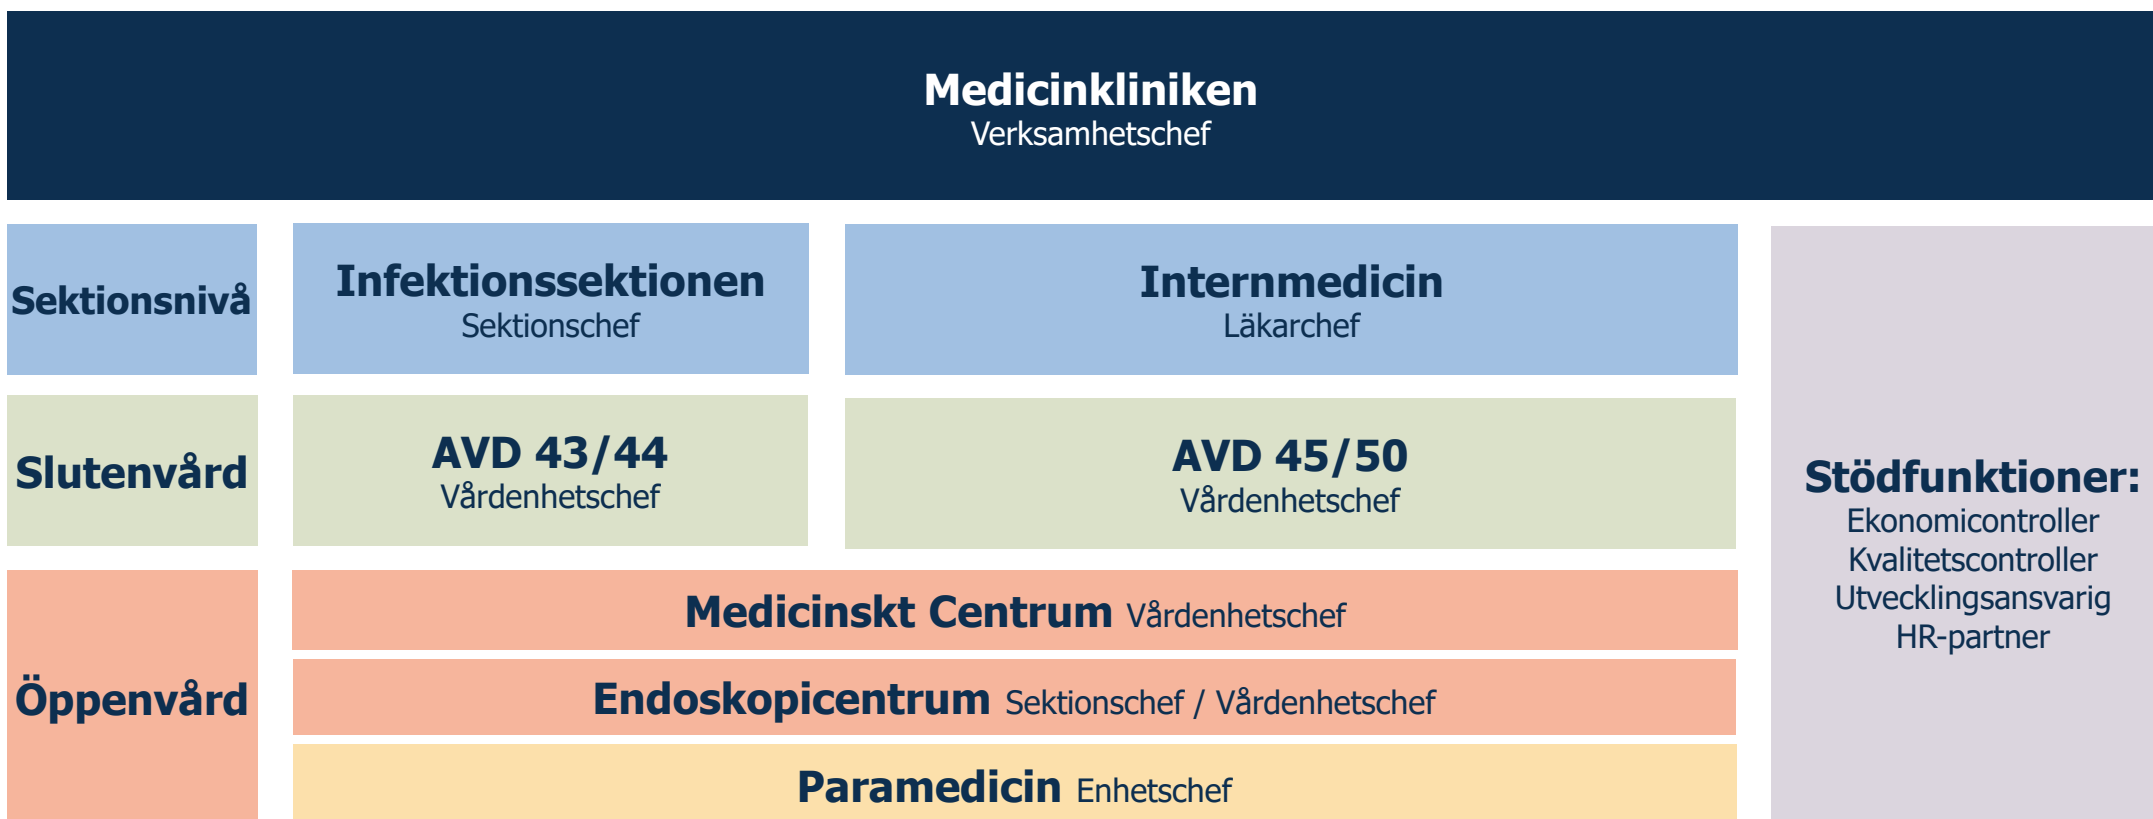 Medicinkliniken
Verksamhetschef
Sektionsnivå
Infektionssektionen
Sektionschef
Internmedicin
Läkarchef
Slutenvård
AVD 43/44
Vårdenhetschef
AVD 45/50
Vårdenhetschef
Öppenvård
Medicinskt Centrum Vårdenhetschef
Endoskopicentrum Sektionschef / Vårdenhetschef
Paramedicin Enhetschef
Stödfunktioner:
Ekonomicontroller
Kvalitetscontroller
Utvecklingsansvarig
HR-partner